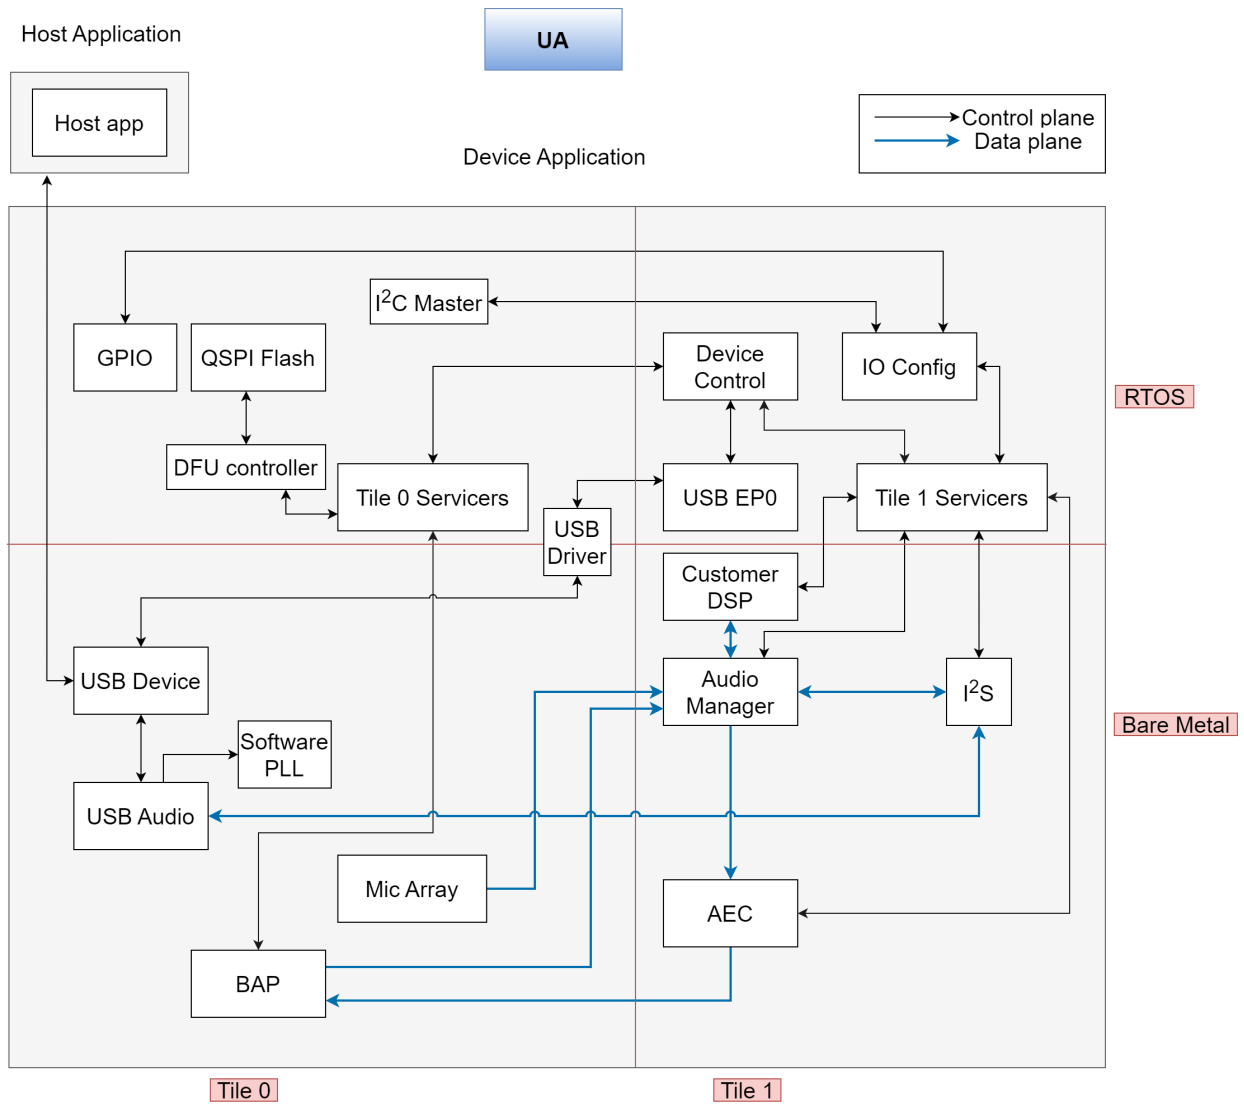 Host Application
UA
Host app
Control plane
Data plane
Device Application
I²C Master
GPIO
QSPI Flash
Device
Control
IO Config
RTOS
DFU controller
Tile 0 Servicers
USB EP0
Tile 1 Servicers
USB
Driver
Customer
DSP
USB Device
Audio
Manager
I²S
Bare Metal
Software
PLL
USB Audio
Mic Array
AEC
BAP
Tile 0
Tile 1